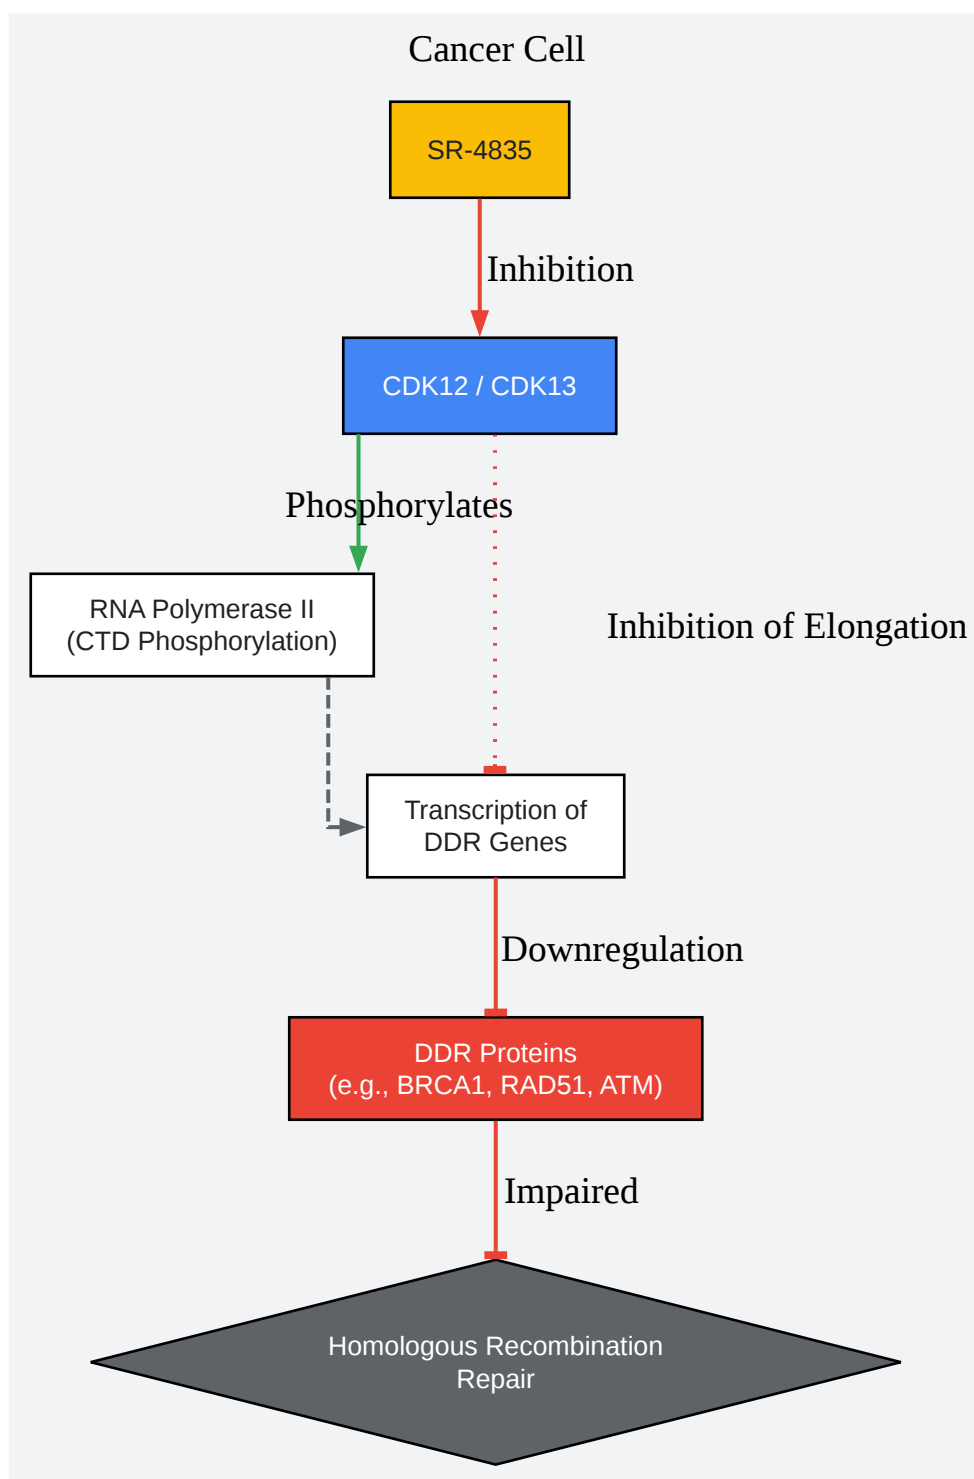 Cancer Cell
SR-4835
Inhibition
CDK12 / CDK13
Phosphorylates
RNA Polymerase II
(CTD Phosphorylation)
Inhibition of Elongation
Transcription of
DDR Genes
Downregulation
DDR Proteins
(e.g., BRCA1, RAD51, ATM)
Impaired
Homologous Recombination
Repair